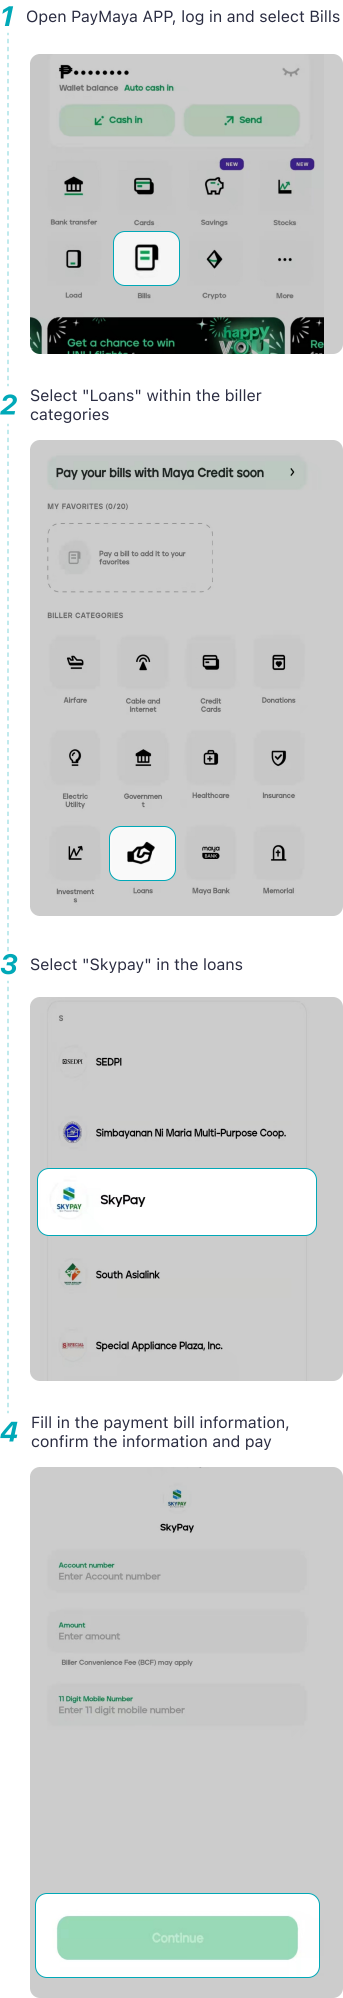 1 Open PayMaya APP, log in and select Bills
₱••••••••
Wallet balance Auto cash in
Cash in Send
NEW NEW
Bank transfer Cards Savings Stocks
Load Bills Crypto More
Get a chance to win
happy
YOU
Re
2 Select "Loans" within the biller
categories
Pay your bills with Maya Credit soon
MY FAVORITES (0/20)
Pay a bill to add it to your
favorites
BILLER CATEGORIES
Airfare Cable and Internet Credit Cards Donations
Electric Utility Governmen
t Healthcare Insurance
maya
BANK
Investment
s Loans Maya Bank Memorial
3 Select "Skypay" in the loans
S
SEDPI SEDPI
Simbayanan Ni Maria Multi-Purpose Coop.
SKYPAY SkyPay
South Asialink
SPECIAL Special Appliance Plaza, Inc.
4 Fill in the payment bill information,
confirm the information and pay
SKYPAY
SkyPay
Account number
Enter Account number
Amount
Enter amount
Biller Convenience Fee (BCF) may apply
11 Digit Mobile Number
Enter 11 digit mobile number
Continue